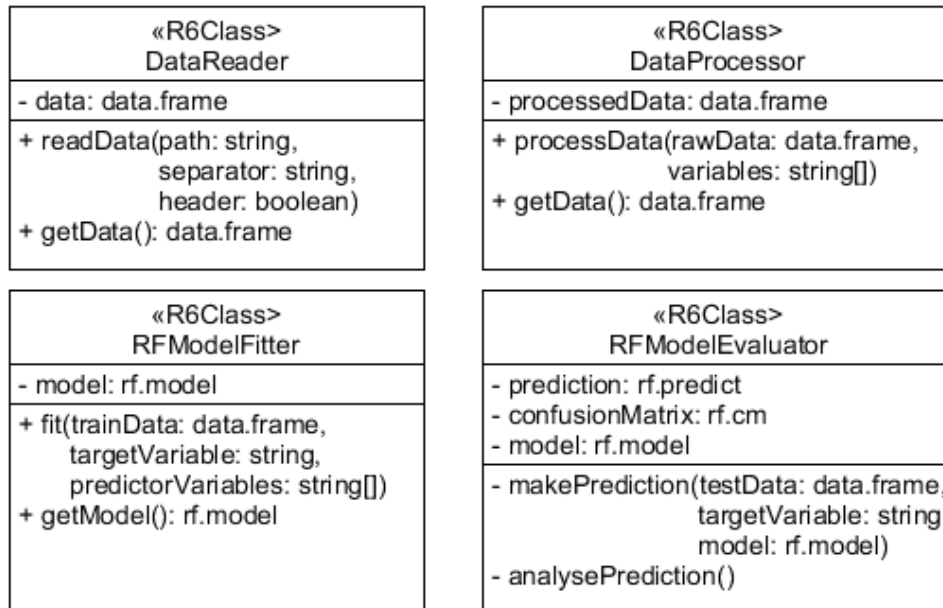 «R6Class>
DataReader
- data: data.frame
+ readData(path: string,
separator: string,
header: boolean)
+ getData(): data.frame
«R6Class>
DataProcessor
- processedData: data.frame
+ processData(rawData: data.frame,
variables: string[])
+ getData(): data.frame
«R6Class>
RFModelFitter
- model: rf.model
+ fit(trainData: data.frame,
targetVariable: string,
predictorVariables: string[])
+ getModel(): rf.model
«R6Class>
RFModelEvaluator
- prediction: rf.predict
- confusionMatrix: rf.cm
- model: rf.model
- makePrediction(testData: data.frame,
targetVariable: string
model: rf.model)
- analysePrediction()